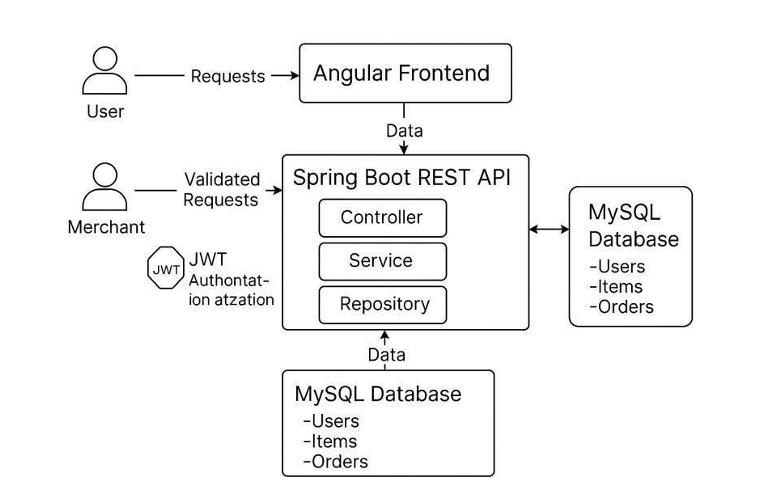 User
Requests
Angular Frontend
Data
Merchant
Validated
Requests
JWT
JWT
Authontat-
ion atzation
Spring Boot REST API
Controller
Service
Repository
MySQL
Database
-Users
-Items
-Orders
Data
MySQL Database
-Users
-Items
-Orders